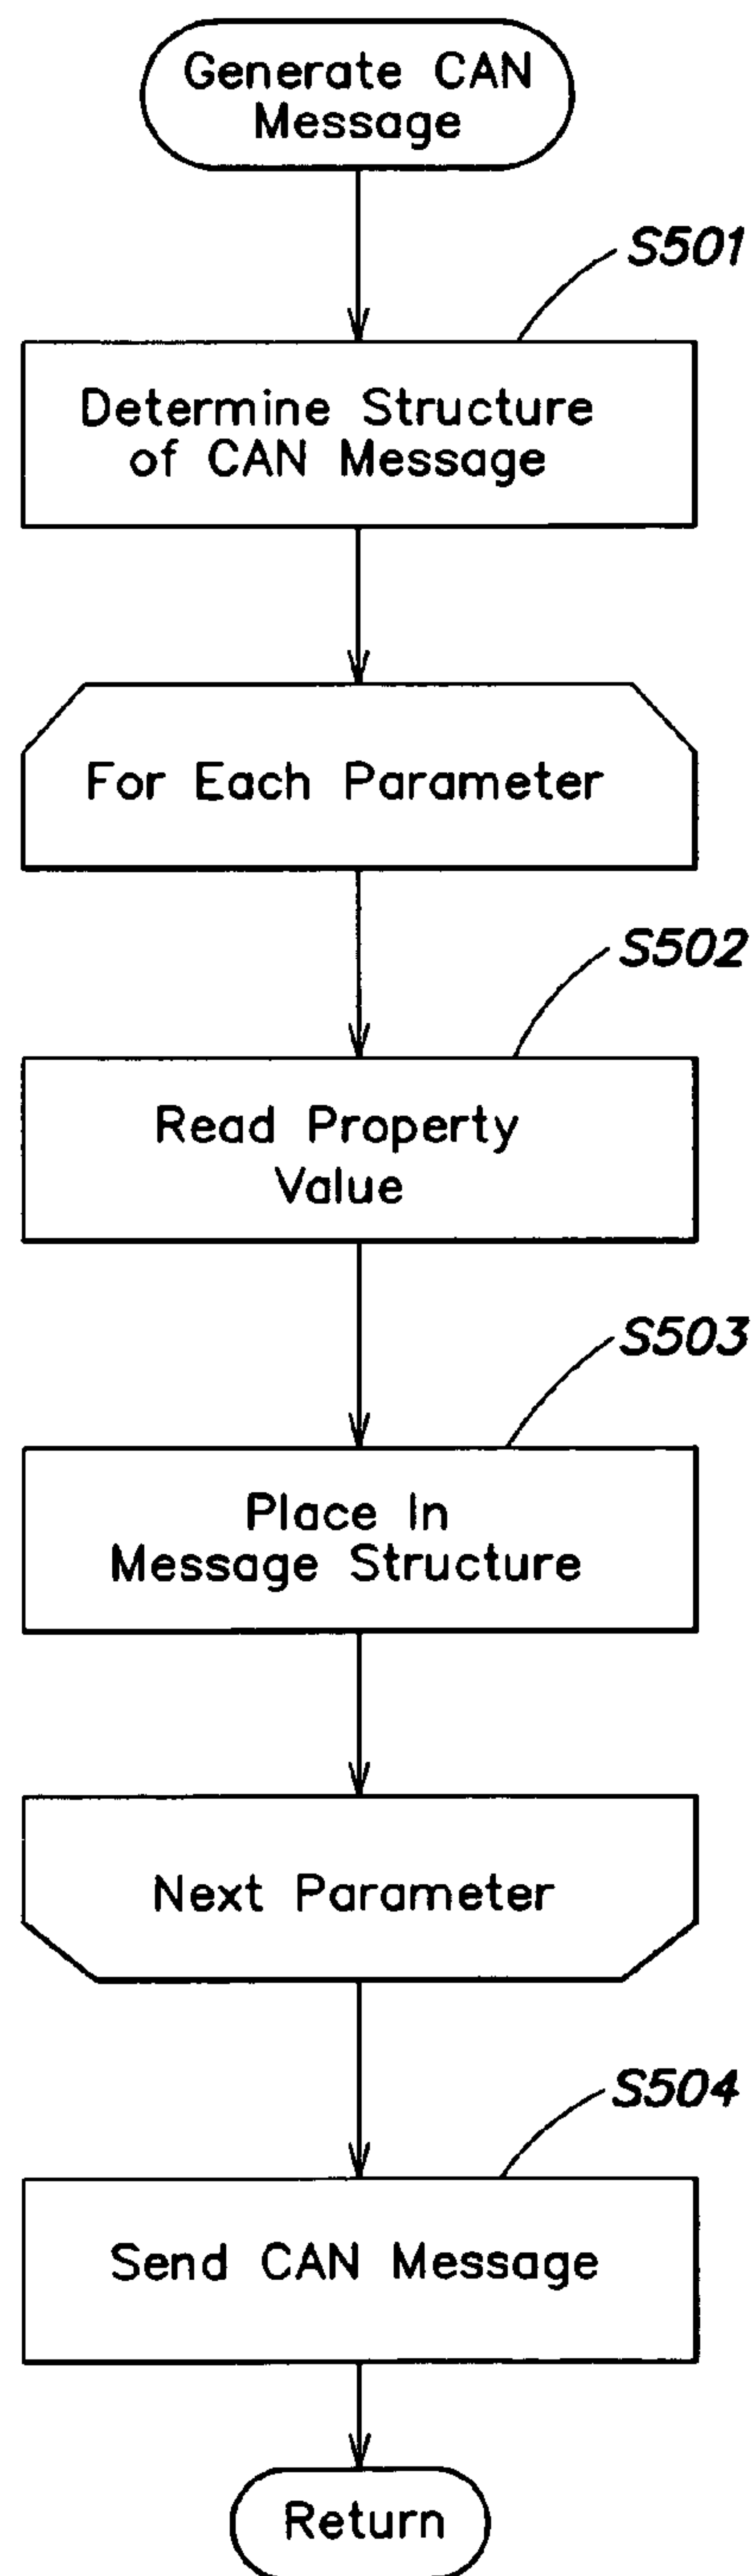 Generate CAN
Message
S501
Determine Structure
of CAN Message
For Each Parameter
S502
Read Property
Value
S503
Place In
Message Structure
Next Parameter
S504
Send CAN Message
Return